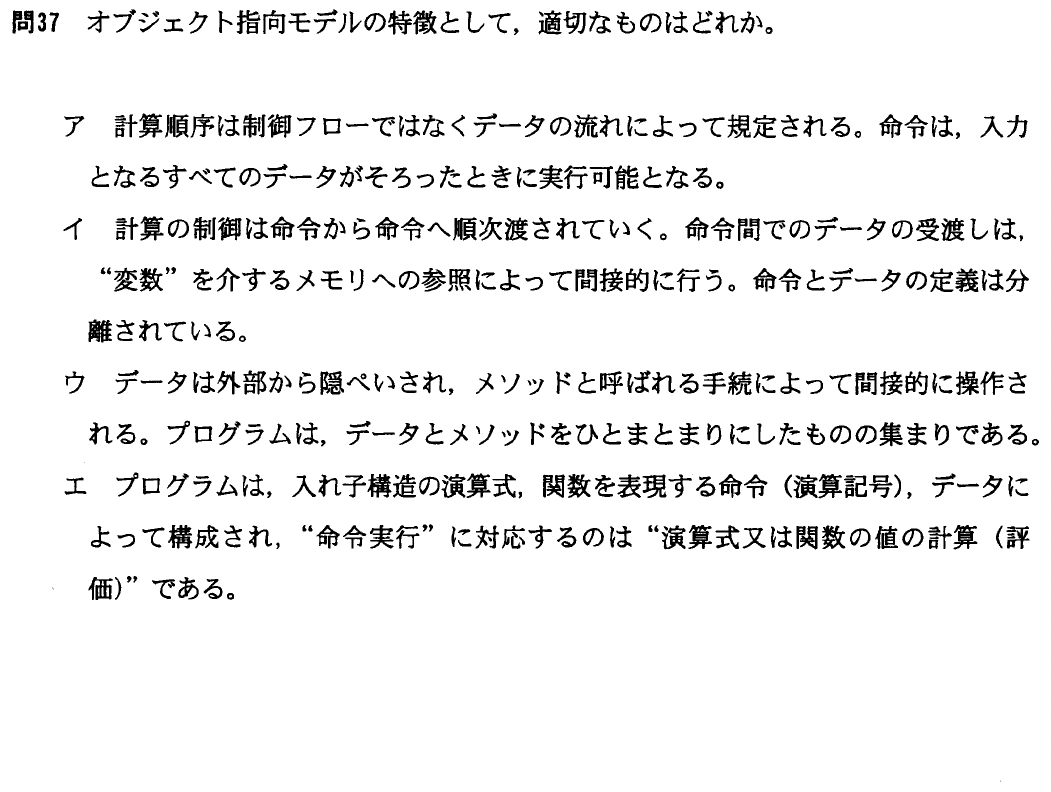 問37 オブジェクト指向モデルの特徴として，適切なものはどれか。
ア 計算順序は制御フローではなくデータの流れによって規定される。命令は，入力
となるすべてのデータがそろったときに実行可能となる。
イ 計算の制御は命令から命令へ順次渡されていく。命令間でのデータの受渡しは，
“変数”を介するメモリへの参照によって間接的に行う。命令とデータの定義は分
離されている。
ウ データは外部から隠ぺいされ，メソッドと呼ばれる手続によって間接的に操作さ
れる。プログラムは，データとメソッドをひとまとまりにしたものの集まりである。
エ プログラムは，入れ子構造の演算式，関数を表現する命令（演算記号），データに
よって構成され，“命令実行”に対応するのは“演算式又は関数の値の計算（評
価）”である。